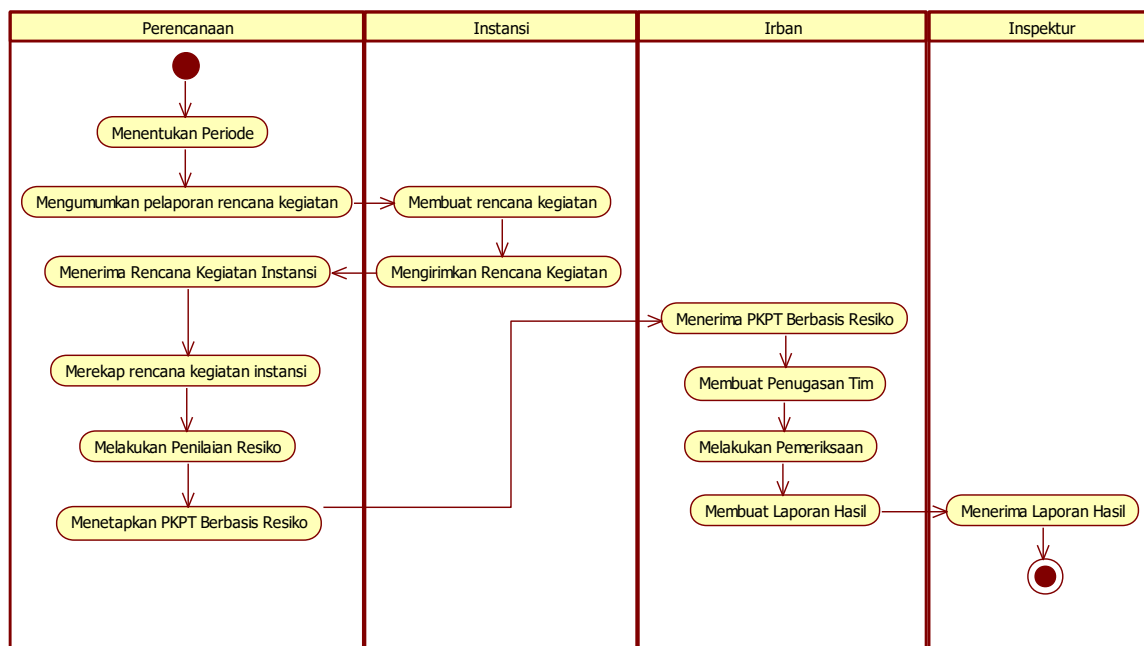 Perencanaan
Instansi
Irban
Inspektur
Menentukan Periode
Mengumumkan pelaporan rencana kegiatan
Membuat rencana kegiatan
Mengirimkan Rencana Kegiatan
Menerima Rencana Kegiatan Instansi
Merekap rencana kegiatan instansi
Melakukan Penilaian Resiko
Menetapkan PKPT Berbasis Resiko
Menerima PKPT Berbasis Resiko
Membuat Penugasan Tim
Melakukan Pemeriksaan
Membuat Laporan Hasil
Menerima Laporan Hasil